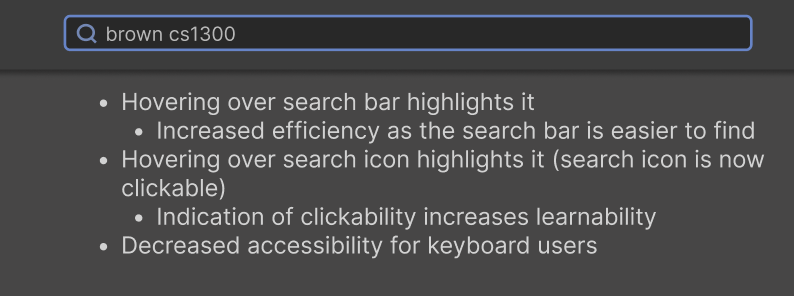 brown cs1300
• Hovering over search bar highlights it
• Increased efficiency as the search bar is easier to find
• Hovering over search icon highlights it (search icon is now
clickable)
• Indication of clickability increases learnability
• Decreased accessibility for keyboard users